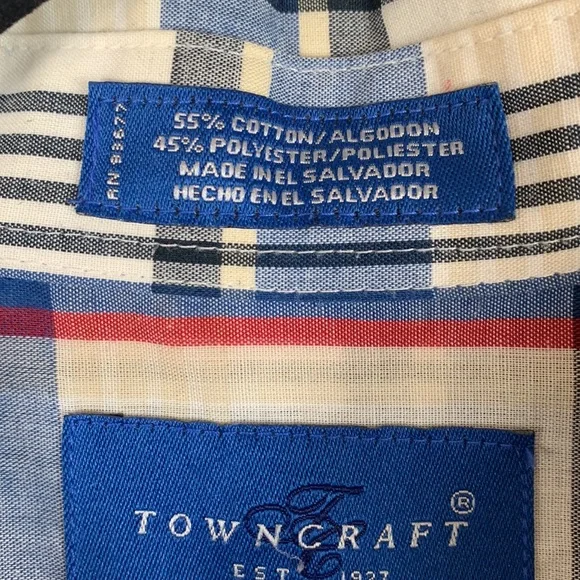 RN 93677
55% COTTON/ALGODON
45% POLYESTER/POLIESTER
MADE IN EL SALVADOR
HECHO EN EL SALVADOR
TOWNCRAFT®
EST 1927